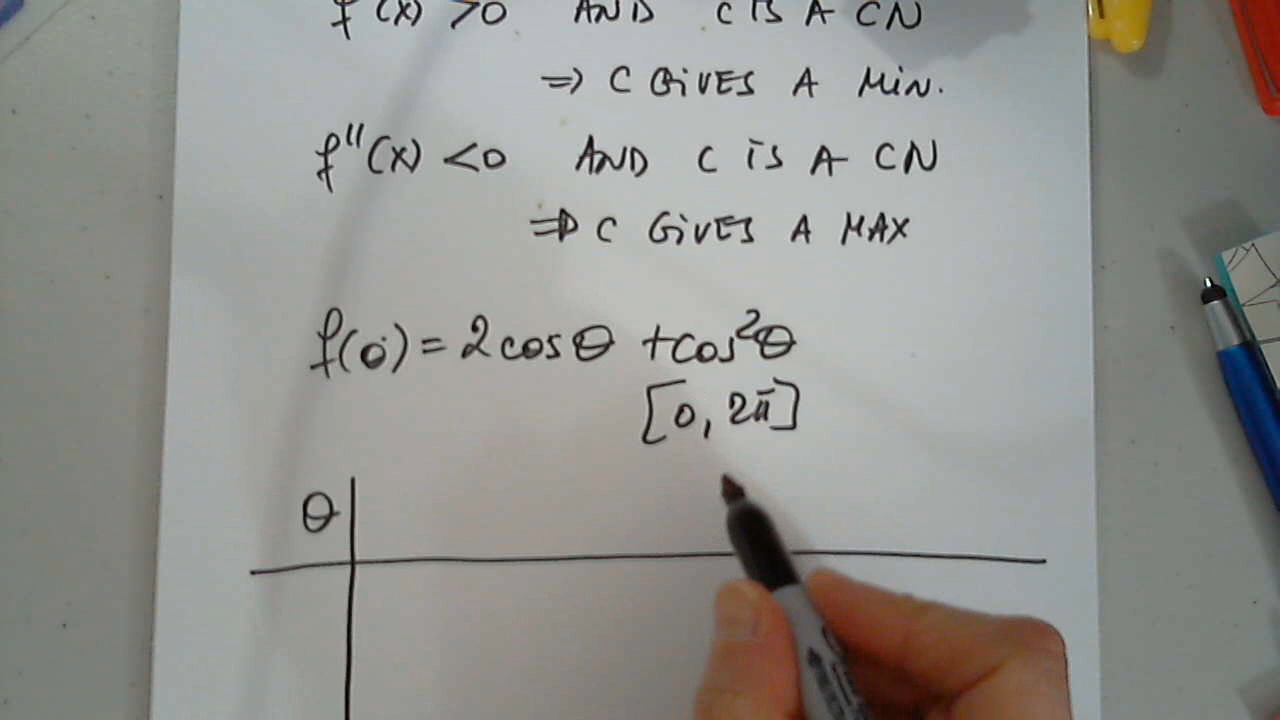 f''(x) >0 AND C IS A CN
⇒ C GiVES A MiN.
f''(x) <0 AND C iS A CN
⇒ C GiVES A MAX
f(θ) = 2cosθ + cos²θ
[0, 2π]
θ